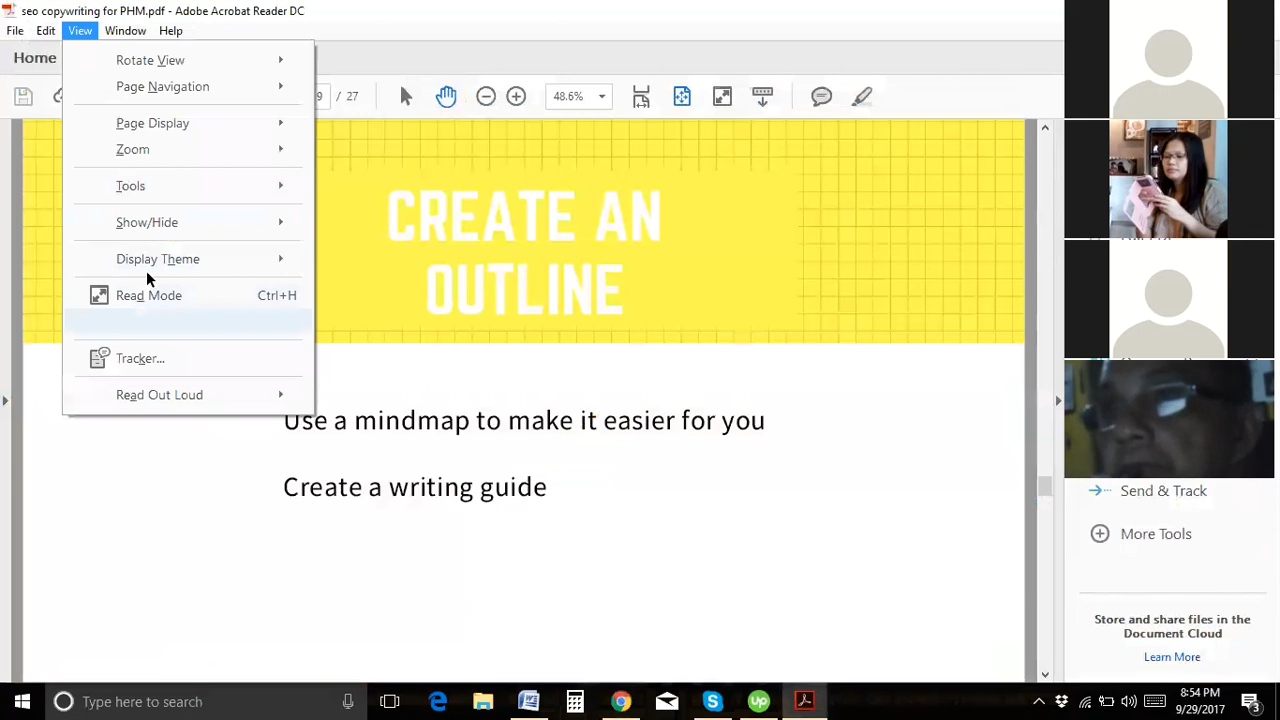 seo copywriting for PHM.pdf - Adobe Acrobat Reader DC
File Edit View Window Help
Home
Rotate View
Page Navigation
Page Display
Zoom
Tools
Show/Hide
Display Theme
Read Mode Ctrl+H
Tracker...
Read Out Loud
9 / 27
48.6%
CREATE AN
OUTLINE
Use a mindmap to make it easier for you
Create a writing guide
Send & Track
More Tools
Store and share files in the
Document Cloud
Learn More
Type here to search
8:54 PM
9/29/2017